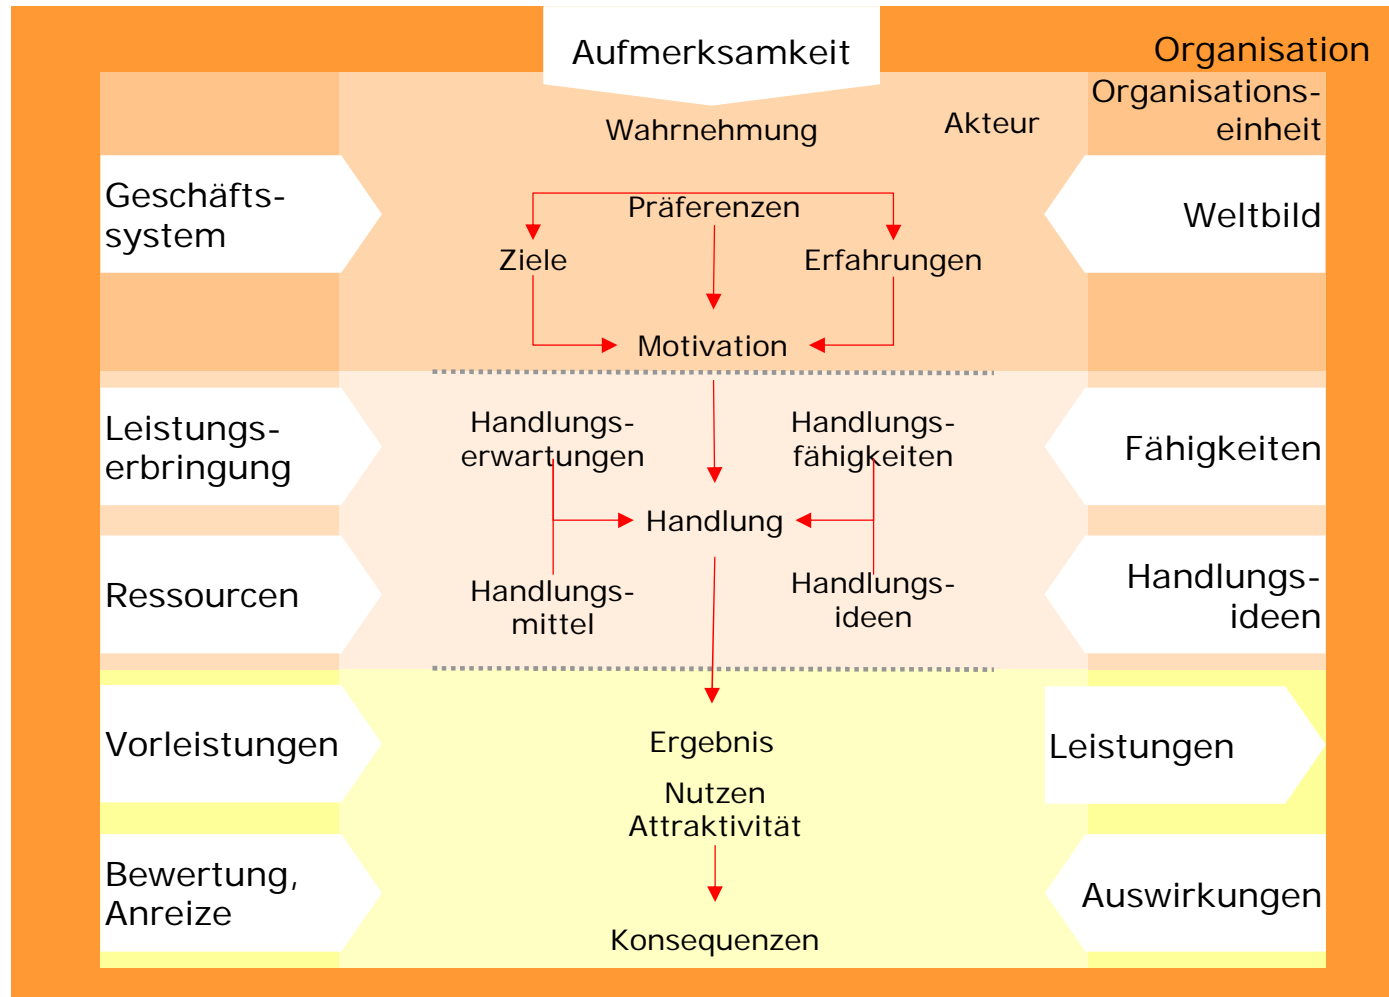 Aufmerksamkeit
Organisation
Organisations-
einheit
Akteur
Wahrnehmung
Geschäfts-
system
Präferenzen
Weltbild
Ziele
Erfahrungen
Motivation
Leistungs-
erbringung
Handlungs-
erwartungen
Handlungs-
fähigkeiten
Fähigkeiten
Handlung
Ressourcen
Handlungs-
mittel
Handlungs-
ideen
Handlungs-
ideen
Vorleistungen
Ergebnis
Leistungen
Nutzen
Attraktivität
Bewertung,
Anreize
Auswirkungen
Konsequenzen